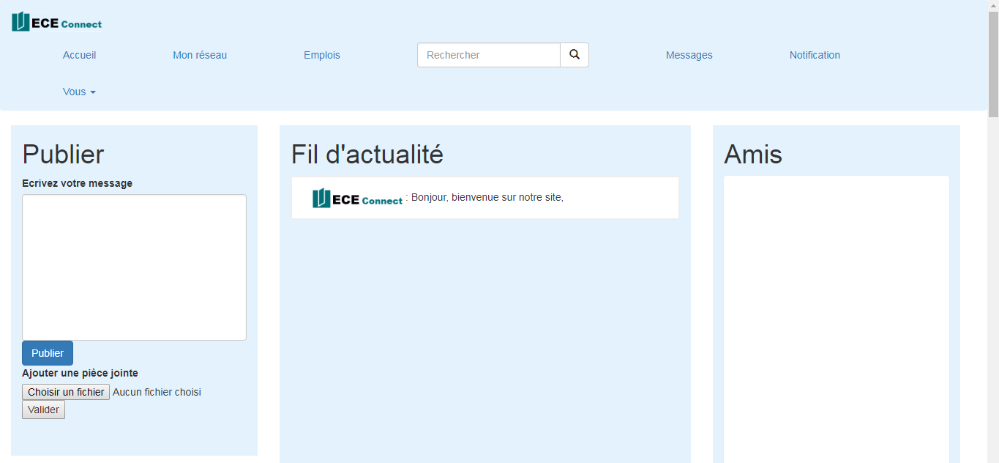 ECE Connect
Accueil Mon réseau Emplois Rechercher Messages Notification
Vous
Publier
Ecrivez votre message
Publier
Ajouter une pièce jointe
Choisir un fichier Aucun fichier choisi
Valider
Fil d'actualité
ECE Connect : Bonjour, bienvenue sur notre site,
Amis